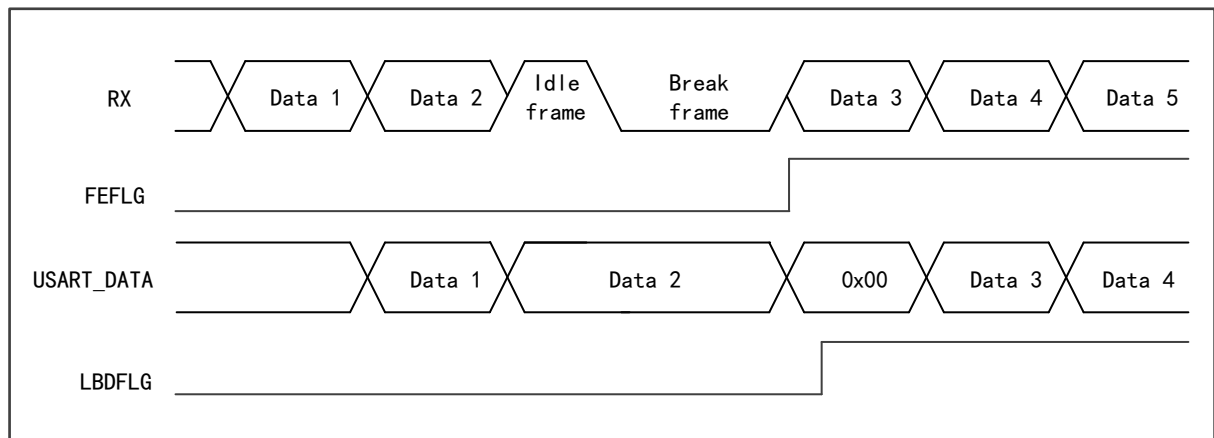 RX
Data 1
Data 2
Idle
frame
Break
frame
Data 3
Data 4
Data 5
FEFLG
USART_DATA
Data 1
Data 2
0x00
Data 3
Data 4
LBDFLG